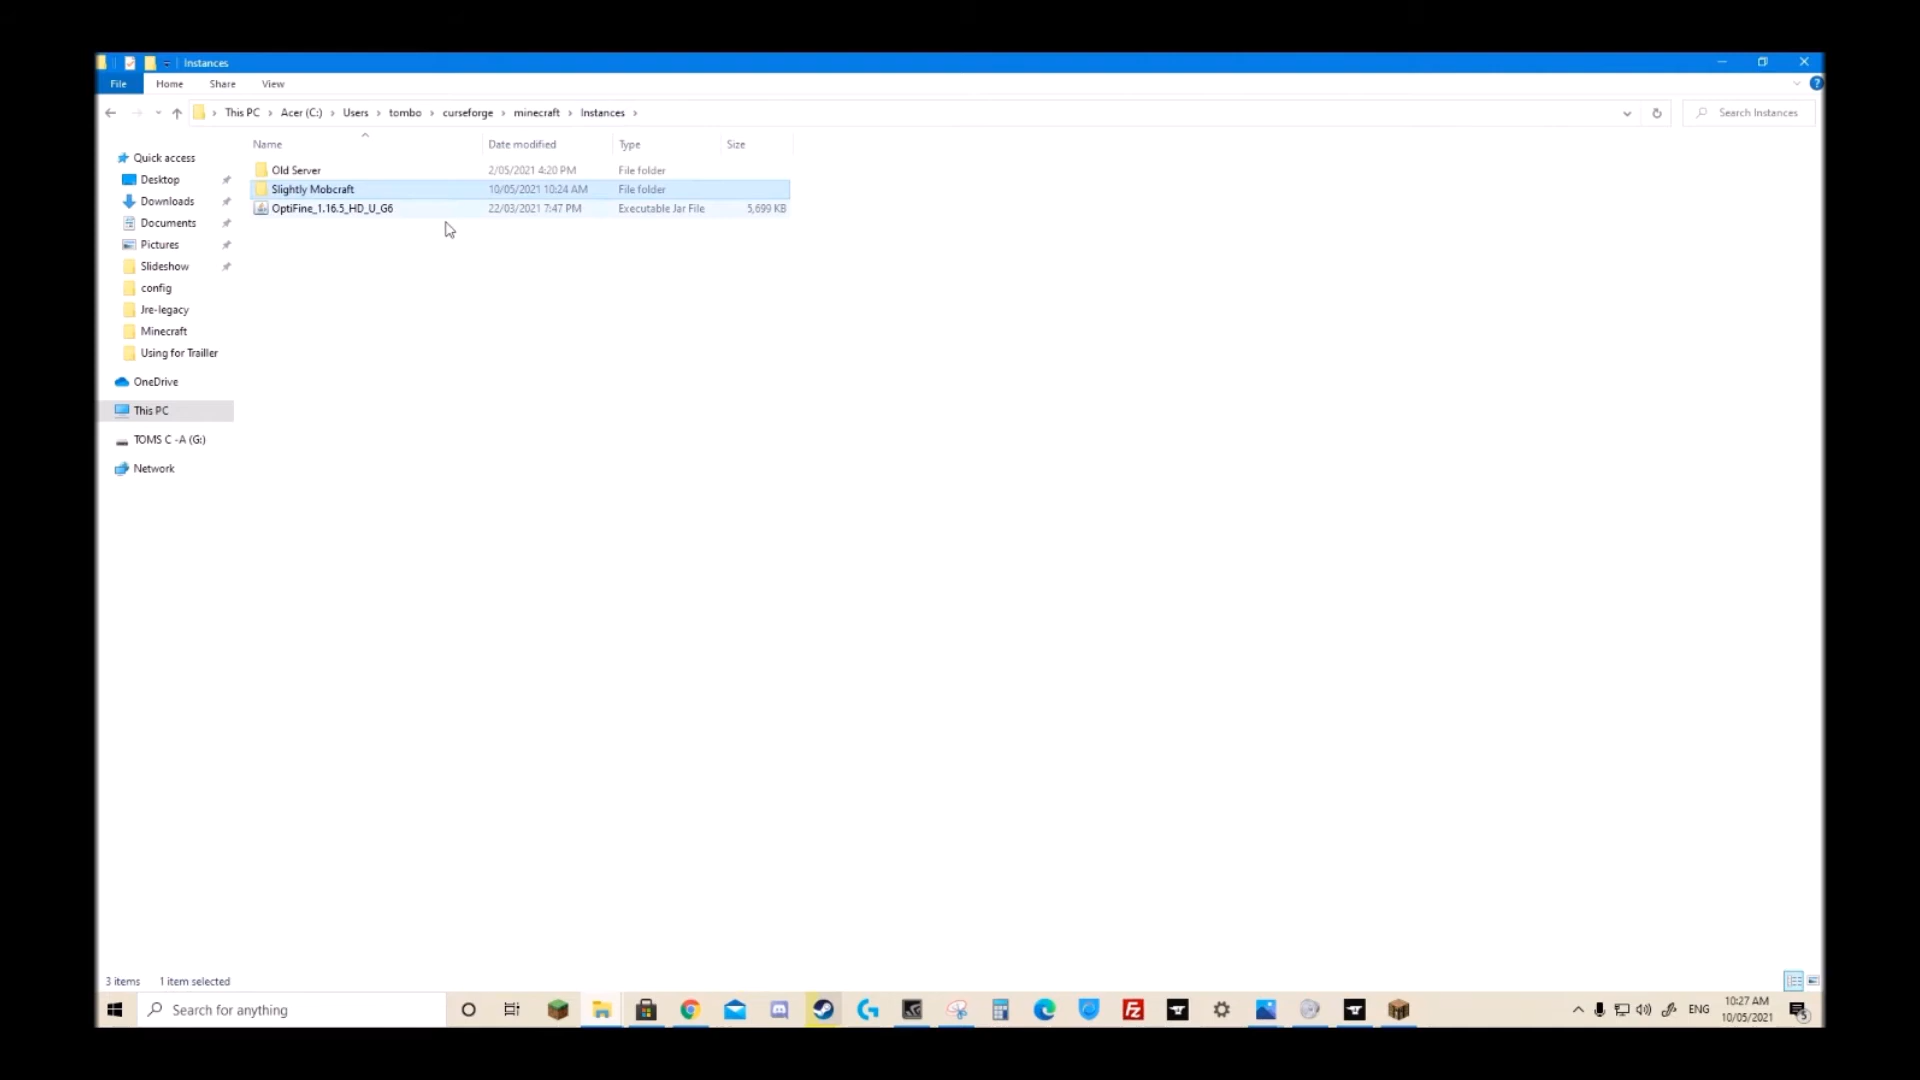 Instances
File Home Share View
This PC > Acer (C:) > Users > tombo > curseforge > minecraft > Instances >
Search Instances
Name Date modified Type Size
Quick access
Desktop
Downloads
Documents
Pictures
Slideshow
config
Jre-legacy
Minecraft
Using for Trailler
OneDrive
This PC
TOMS C -A (G:)
Network
Old Server 2/05/2021 4:20 PM File folder
Slightly Mobcraft 10/05/2021 10:24 AM File folder
OptiFine_1.16.5_HD_U_G6 22/03/2021 7:47 PM Executable Jar File 5,699 KB
3 items 1 item selected
Search for anything
ENG
10:27 AM
10/05/2021
5